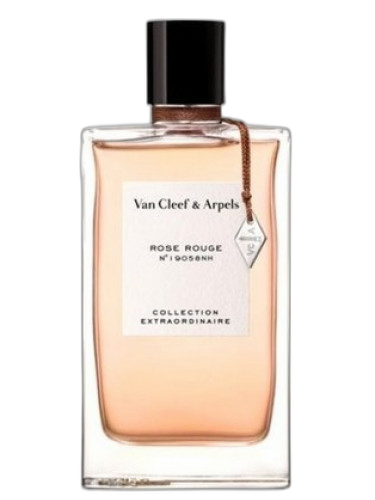 Van Cleef & Arpels
ROSE ROUGE
N°19058NH
COLLECTION
EXTRAORDINAIRE